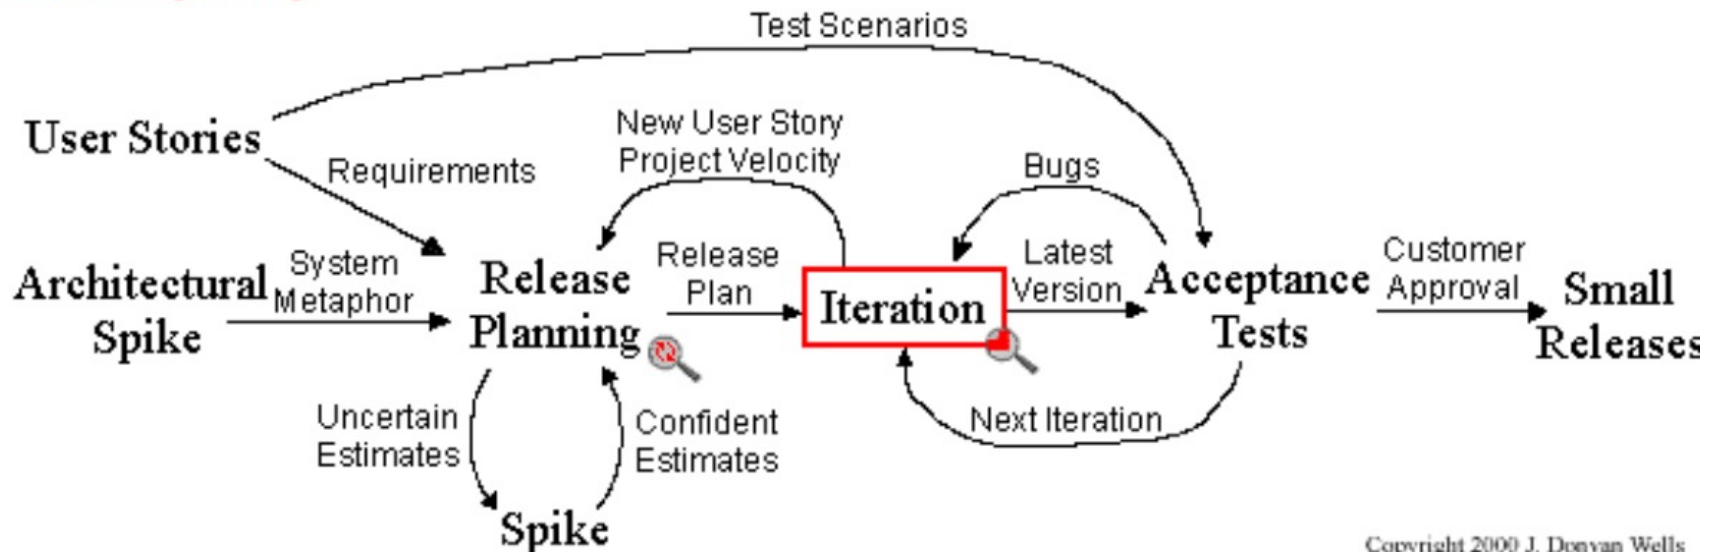 Test Scenarios
User Stories
Requirements
New User Story
Project Velocity
Bugs
Architectural
Spike
System
Metaphor
Release
Planning
Release
Plan
Iteration
Latest
Version
Acceptance
Tests
Customer
Approval
Small
Releases
Uncertain
Estimates
Confident
Estimates
Next Iteration
Spike
Copyright 2000 J. Donvan Wells